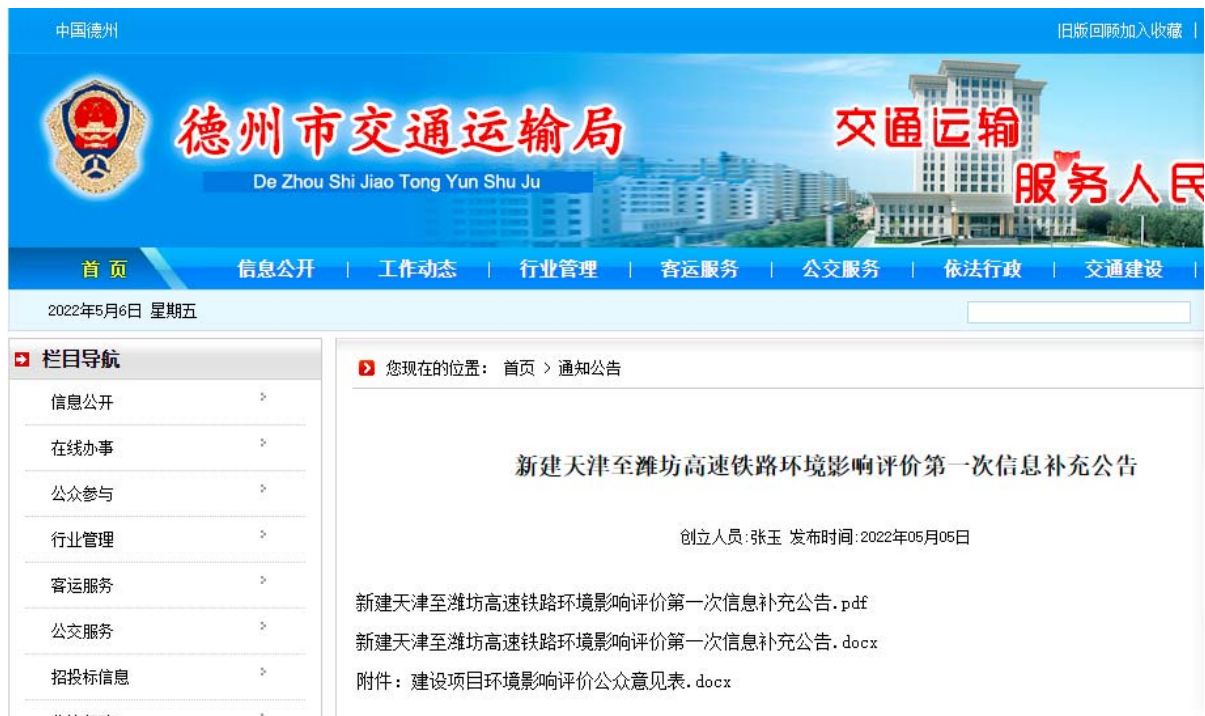 中国德州
旧版回顾加入收藏 |
德州市交通运输局
De Zhou Shi Jiao Tong Yun Shu Ju
交通运输
服务人民
首 页 信息公开 | 工作动态 | 行业管理 | 客运服务 | 公交服务 | 依法行政 | 交通建设 |
2022年5月6日 星期五
栏目导航
信息公开
在线办事
公众参与
行业管理
客运服务
公交服务
招投标信息
您现在的位置： 首页 > 通知公告
新建天津至潍坊高速铁路环境影响评价第一次信息补充公告
创立人员:张玉 发布时间:2022年05月05日
新建天津至潍坊高速铁路环境影响评价第一次信息补充公告.pdf
新建天津至潍坊高速铁路环境影响评价第一次信息补充公告.docx
附件：建设项目环境影响评价公众意见表.docx